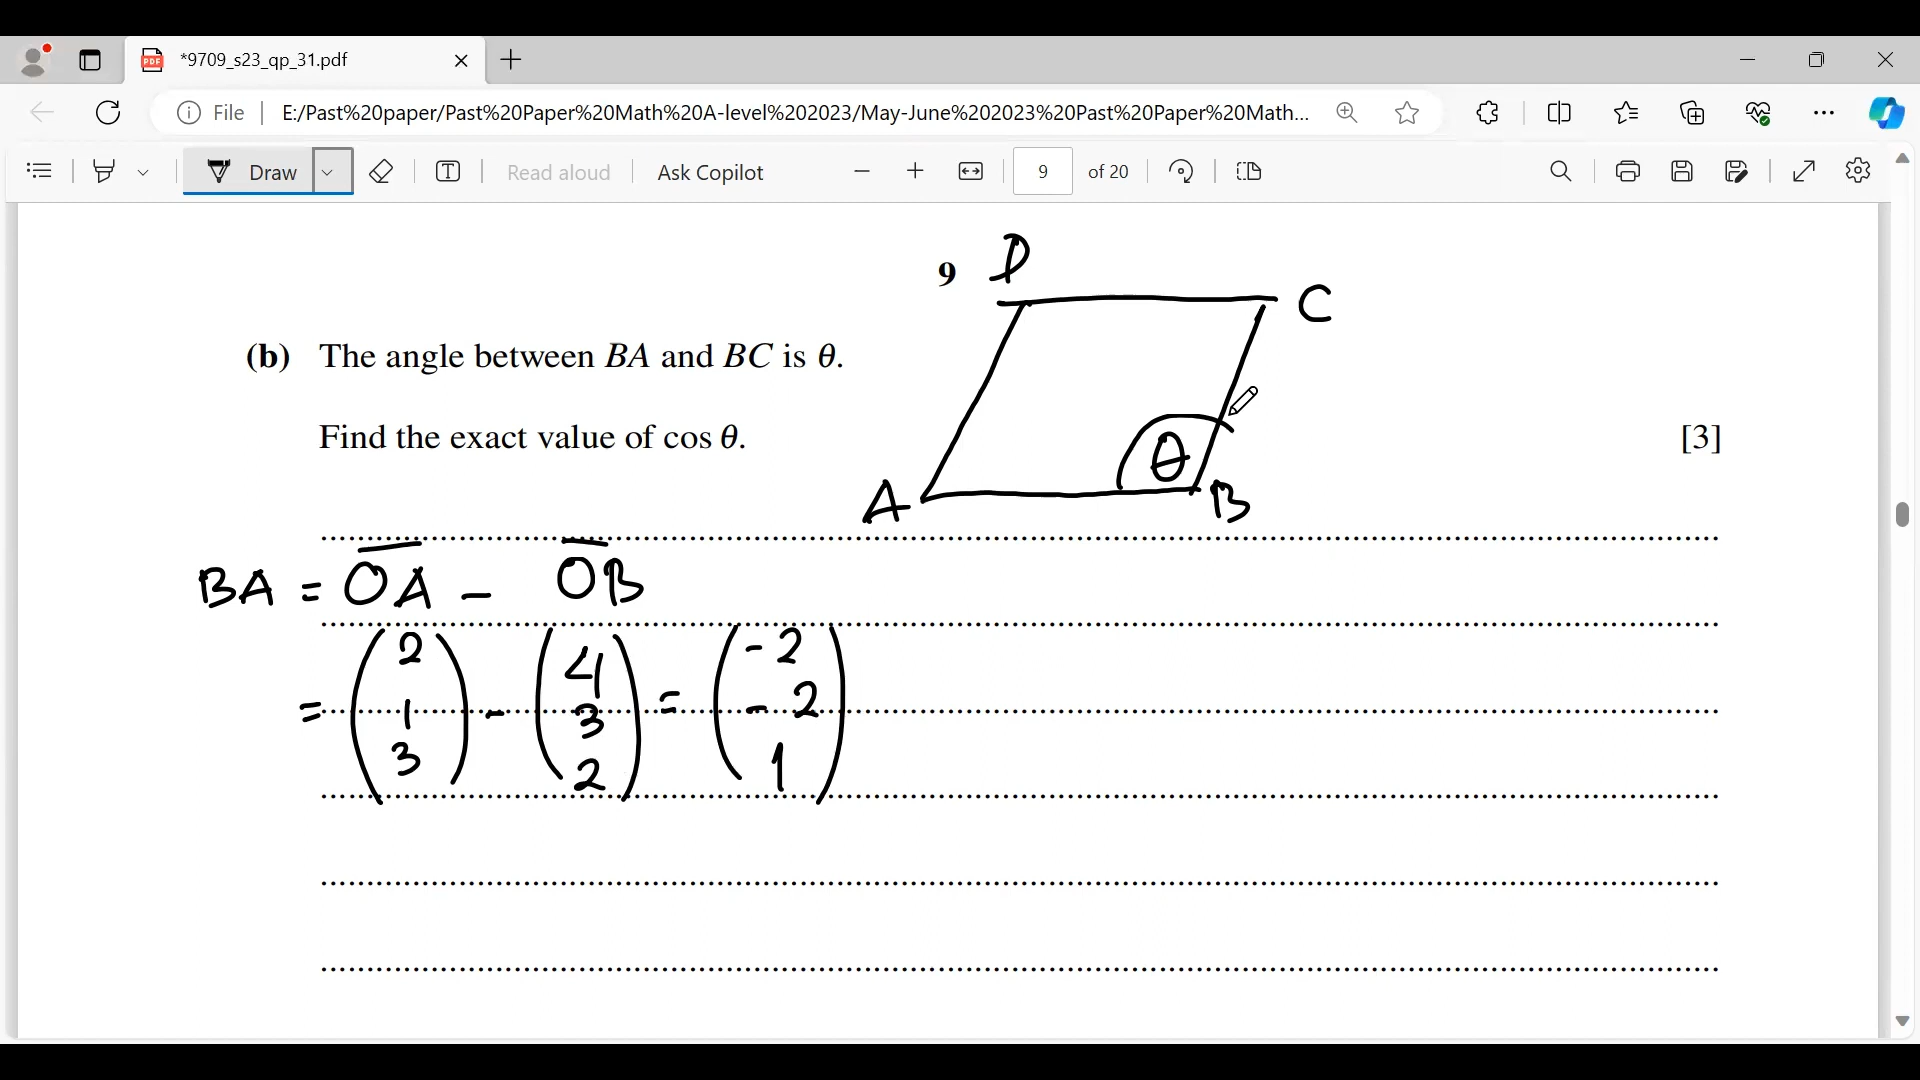 *9709_s23_qp_31.pdf
File
E:/Past%20paper/Past%20Paper%20Math%20A-level%202023/May-June%202023%20Past%20Paper%20Math...
Draw
Read aloud
Ask Copilot
9
of 20
9
D
C
(b) The angle between BA and BC is θ.
Find the exact value of cos θ.
[3]
θ
A
B
BA = OA - OB
= (2 1 3) - (4 3 2) = (-2 -2 1)